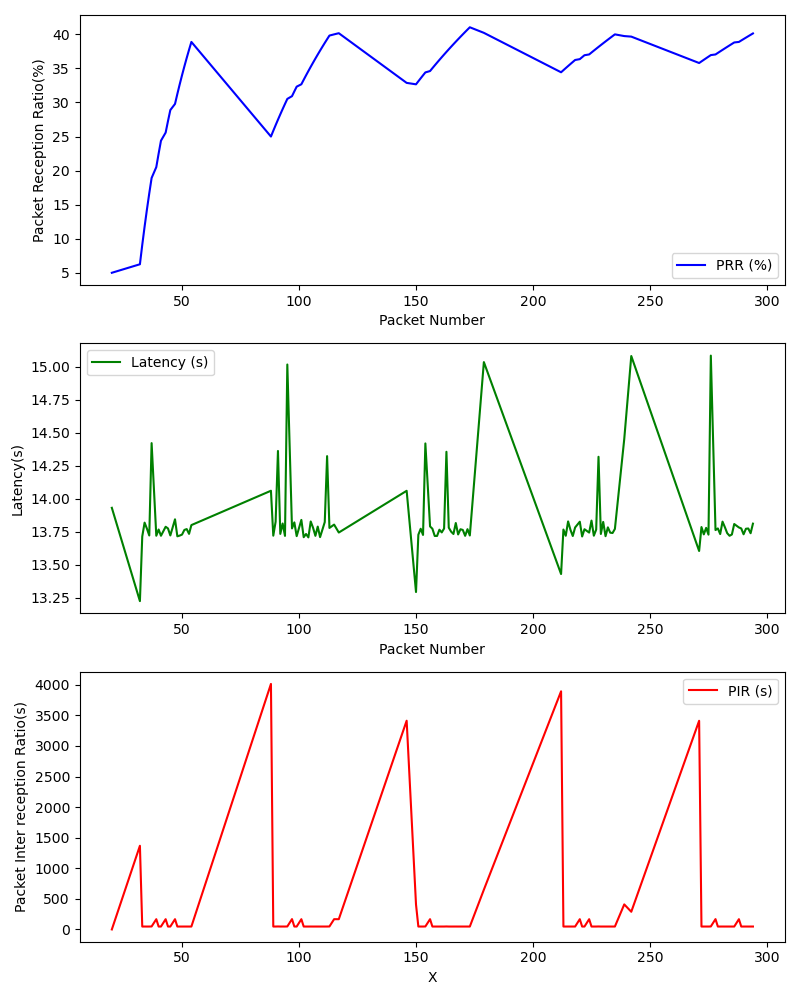 40
35
30
25
20
15
10
5
Packet Reception Ratio(%)
PRR (%)
50 100 150 200 250 300
Packet Number
15.00
14.75
14.50
14.25
14.00
13.75
13.50
13.25
Latency(s)
Latency (s)
50 100 150 200 250 300
Packet Number
4000
3500
3000
2500
2000
1500
1000
500
0
Packet Inter reception Ratio(s)
PIR (s)
50 100 150 200 250 300
X